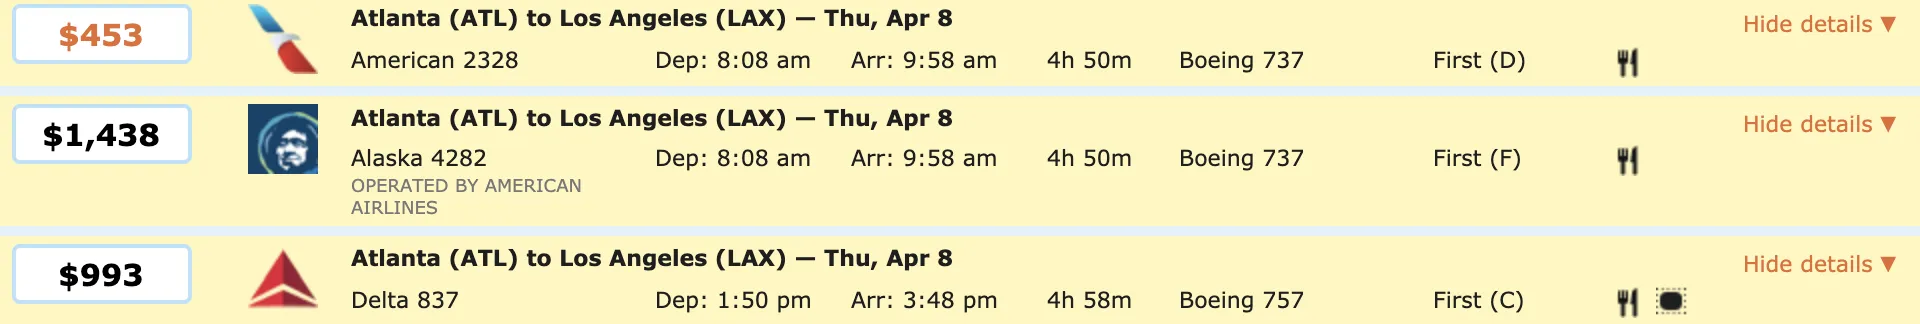 $453
Atlanta (ATL) to Los Angeles (LAX) — Thu, Apr 8
Hide details ▼
American 2328 Dep: 8:08 am Arr: 9:58 am 4h 50m Boeing 737 First (D)
$1,438
Atlanta (ATL) to Los Angeles (LAX) — Thu, Apr 8
Hide details ▼
Alaska 4282 Dep: 8:08 am Arr: 9:58 am 4h 50m Boeing 737 First (F)
OPERATED BY AMERICAN
AIRLINES
$993
Atlanta (ATL) to Los Angeles (LAX) — Thu, Apr 8
Hide details ▼
Delta 837 Dep: 1:50 pm Arr: 3:48 pm 4h 58m Boeing 757 First (C)